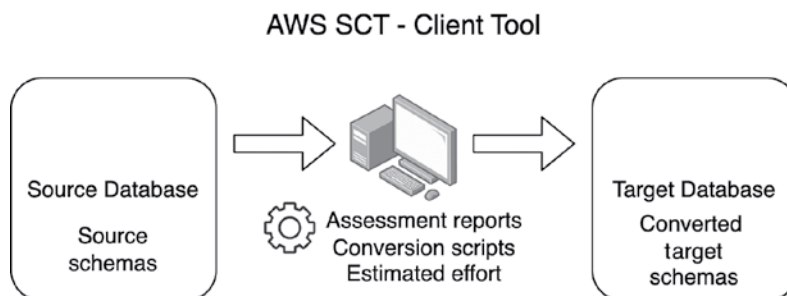 AWS SCT - Client Tool
Source Database
Source
schemas
Assessment reports
Conversion scripts
Estimated effort
Target Database
Converted
target
schemas